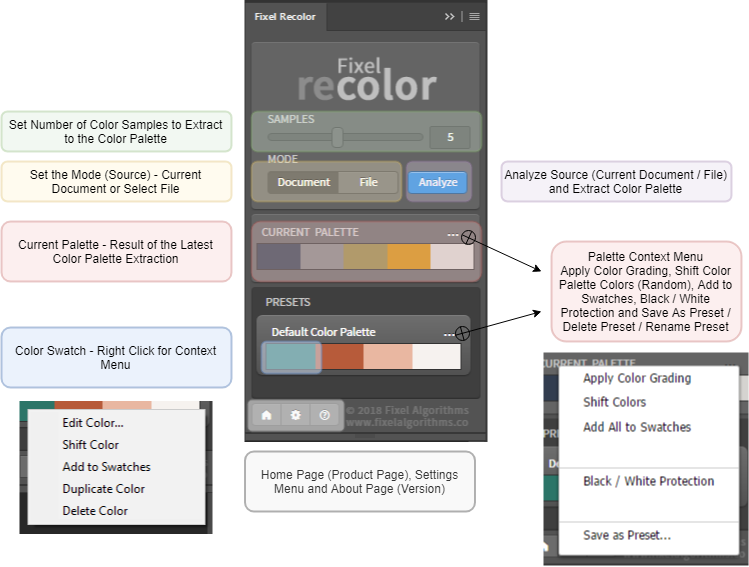 Fixel Recolor
Fixel
recolor
SAMPLES
5
MODE
Document
File
Analyze
CURRENT PALETTE
...
PRESETS
Default Color Palette
...
© 2018 Fixel Algorithms
www.fixelalgorithms.co
Set Number of Color Samples to Extract
to the Color Palette
Set the Mode (Source) - Current
Document or Select File
Current Palette - Result of the Latest
Color Palette Extraction
Color Swatch - Right Click for Context
Menu
Edit Color...
Shift Color
Add to Swatches
Duplicate Color
Delete Color
Home Page (Product Page), Settings
Menu and About Page (Version)
Analyze Source (Current Document / File)
and Extract Color Palette
Palette Context Menu
Apply Color Grading, Shift Color
Palette Colors (Random), Add to
Swatches, Black / White
Protection and Save As Preset /
Delete Preset / Rename Preset
CURRENT PALETTE
Apply Color Grading
Shift Colors
Add All to Swatches
Black / White Protection
Save as Preset...